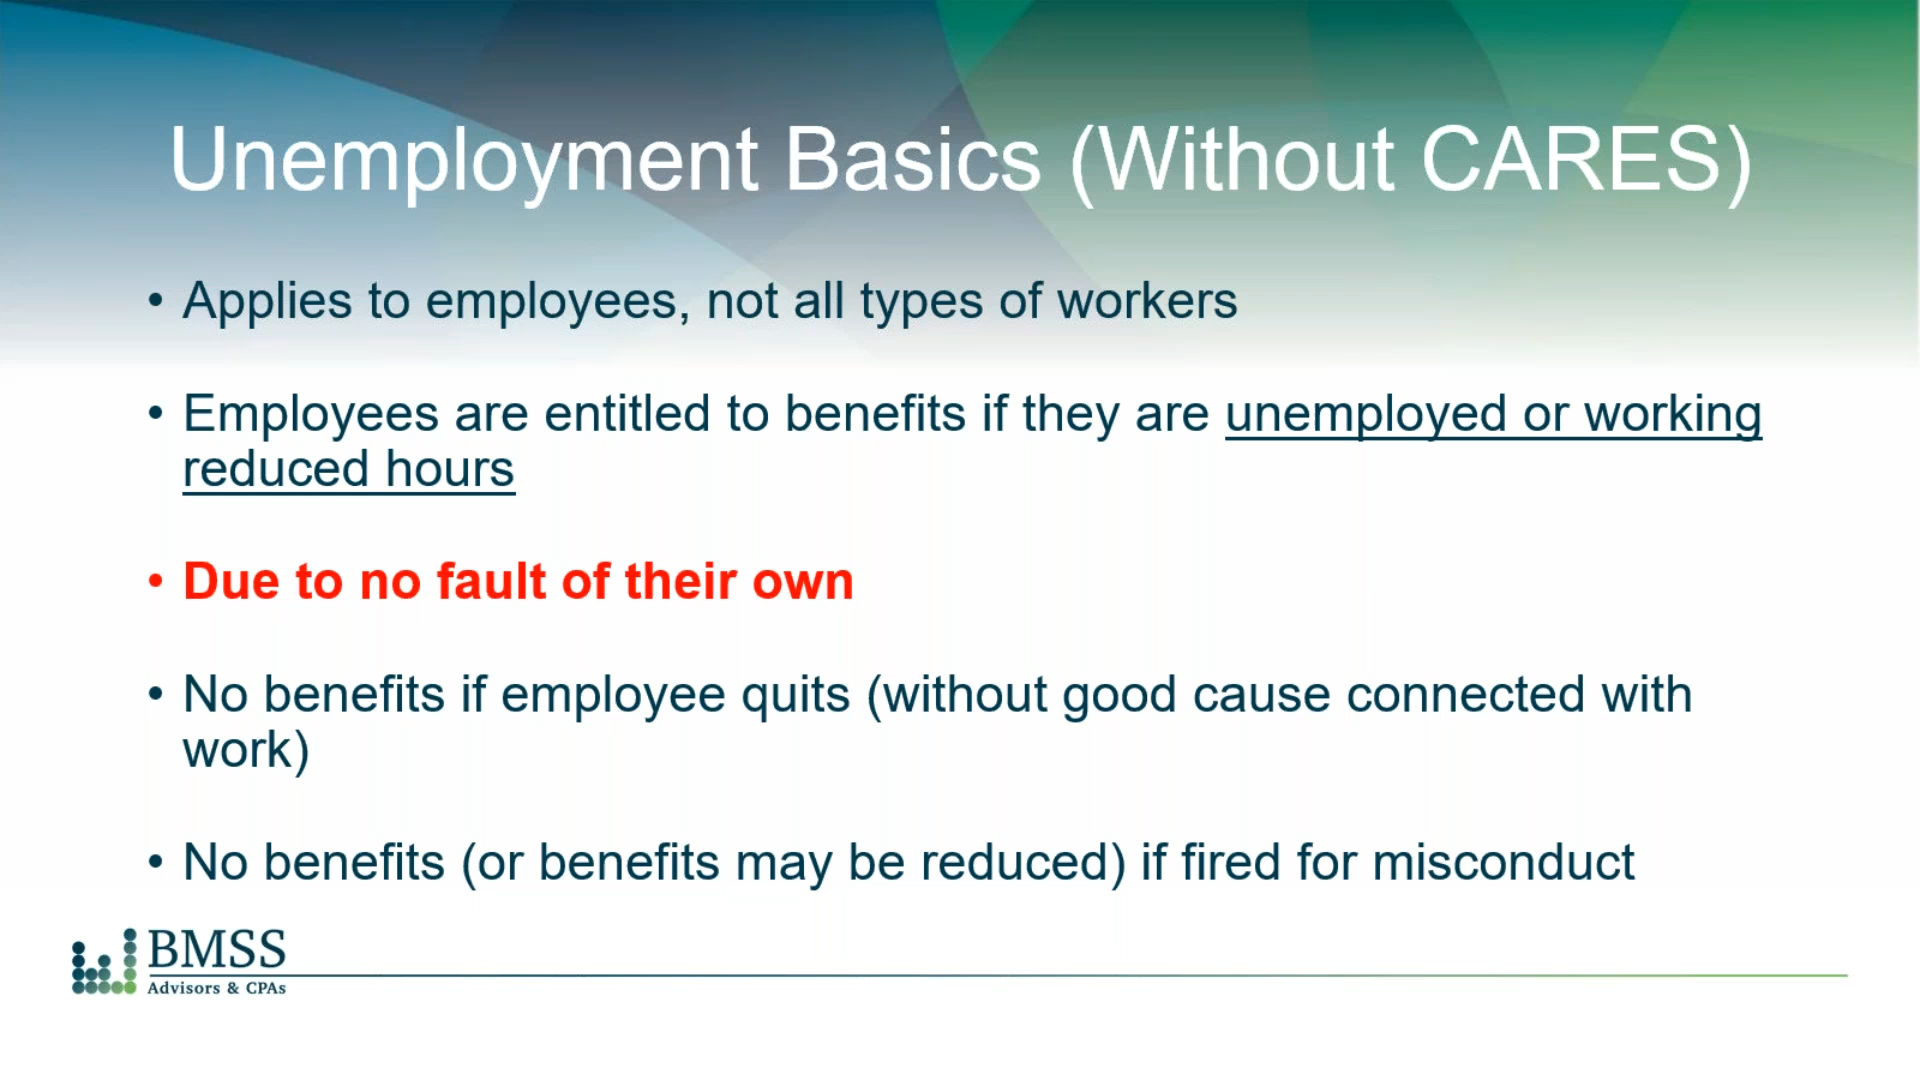 Unemployment Basics (Without CARES)
• Applies to employees, not all types of workers
• Employees are entitled to benefits if they are unemployed or working
reduced hours
• Due to no fault of their own
• No benefits if employee quits (without good cause connected with
work)
• No benefits (or benefits may be reduced) if fired for misconduct
BMSS
Advisors & CPAs